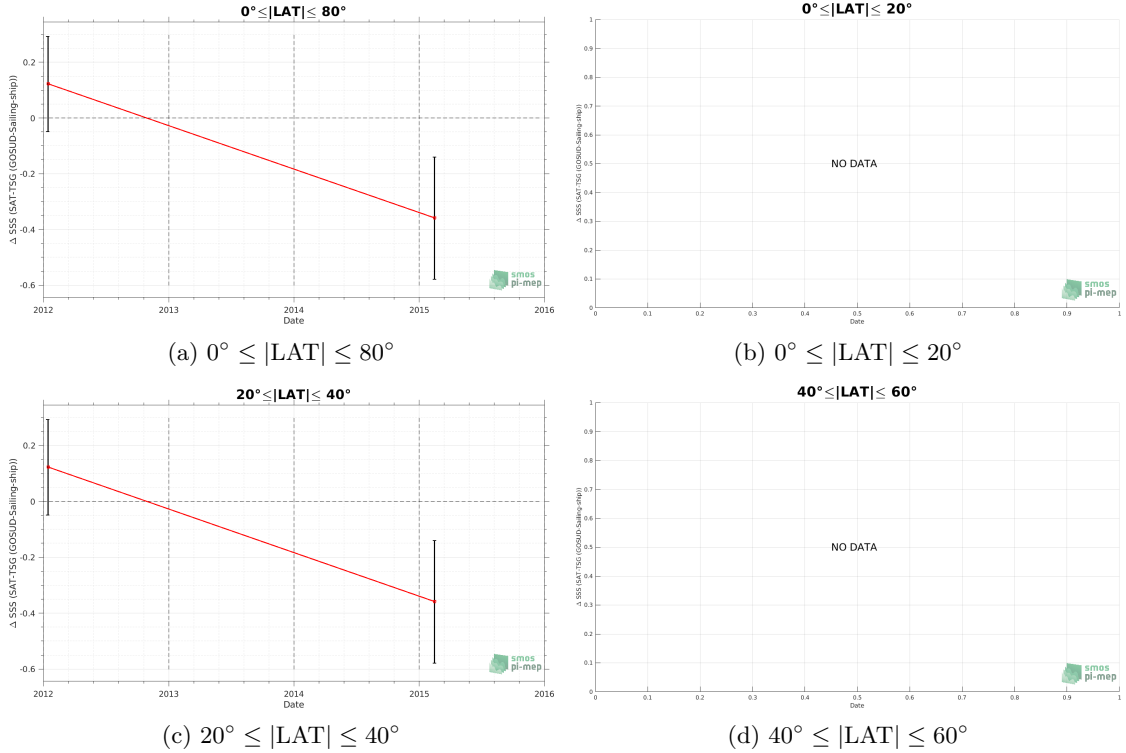 0°≤|LAT|≤ 80°
Δ SSS (SAT-TSG (GOSUD-Sailing-ship))
0.2
0
-0.2
-0.4
-0.6
2012 2013 2014 2015 2016
Date
smos
pi-mep
(a) 0° ≤ |LAT| ≤ 80°
0°≤|LAT|≤ 20°
Δ SSS (SAT-TSG (GOSUD-Sailing-ship))
1
0.9
0.8
0.7
0.6
0.5
0.4
0.3
0.2
0.1
0
NO DATA
0 0.1 0.2 0.3 0.4 0.5 0.6 0.7 0.8 0.9 1
Date
smos
pi-mep
(b) 0° ≤ |LAT| ≤ 20°
20°≤|LAT|≤ 40°
Δ SSS (SAT-TSG (GOSUD-Sailing-ship))
0.2
0
-0.2
-0.4
-0.6
2012 2013 2014 2015 2016
Date
smos
pi-mep
(c) 20° ≤ |LAT| ≤ 40°
40°≤|LAT|≤ 60°
Δ SSS (SAT-TSG (GOSUD-Sailing-ship))
1
0.9
0.8
0.7
0.6
0.5
0.4
0.3
0.2
0.1
0
NO DATA
0 0.1 0.2 0.3 0.4 0.5 0.6 0.7 0.8 0.9 1
Date
smos
pi-mep
(d) 40° ≤ |LAT| ≤ 60°